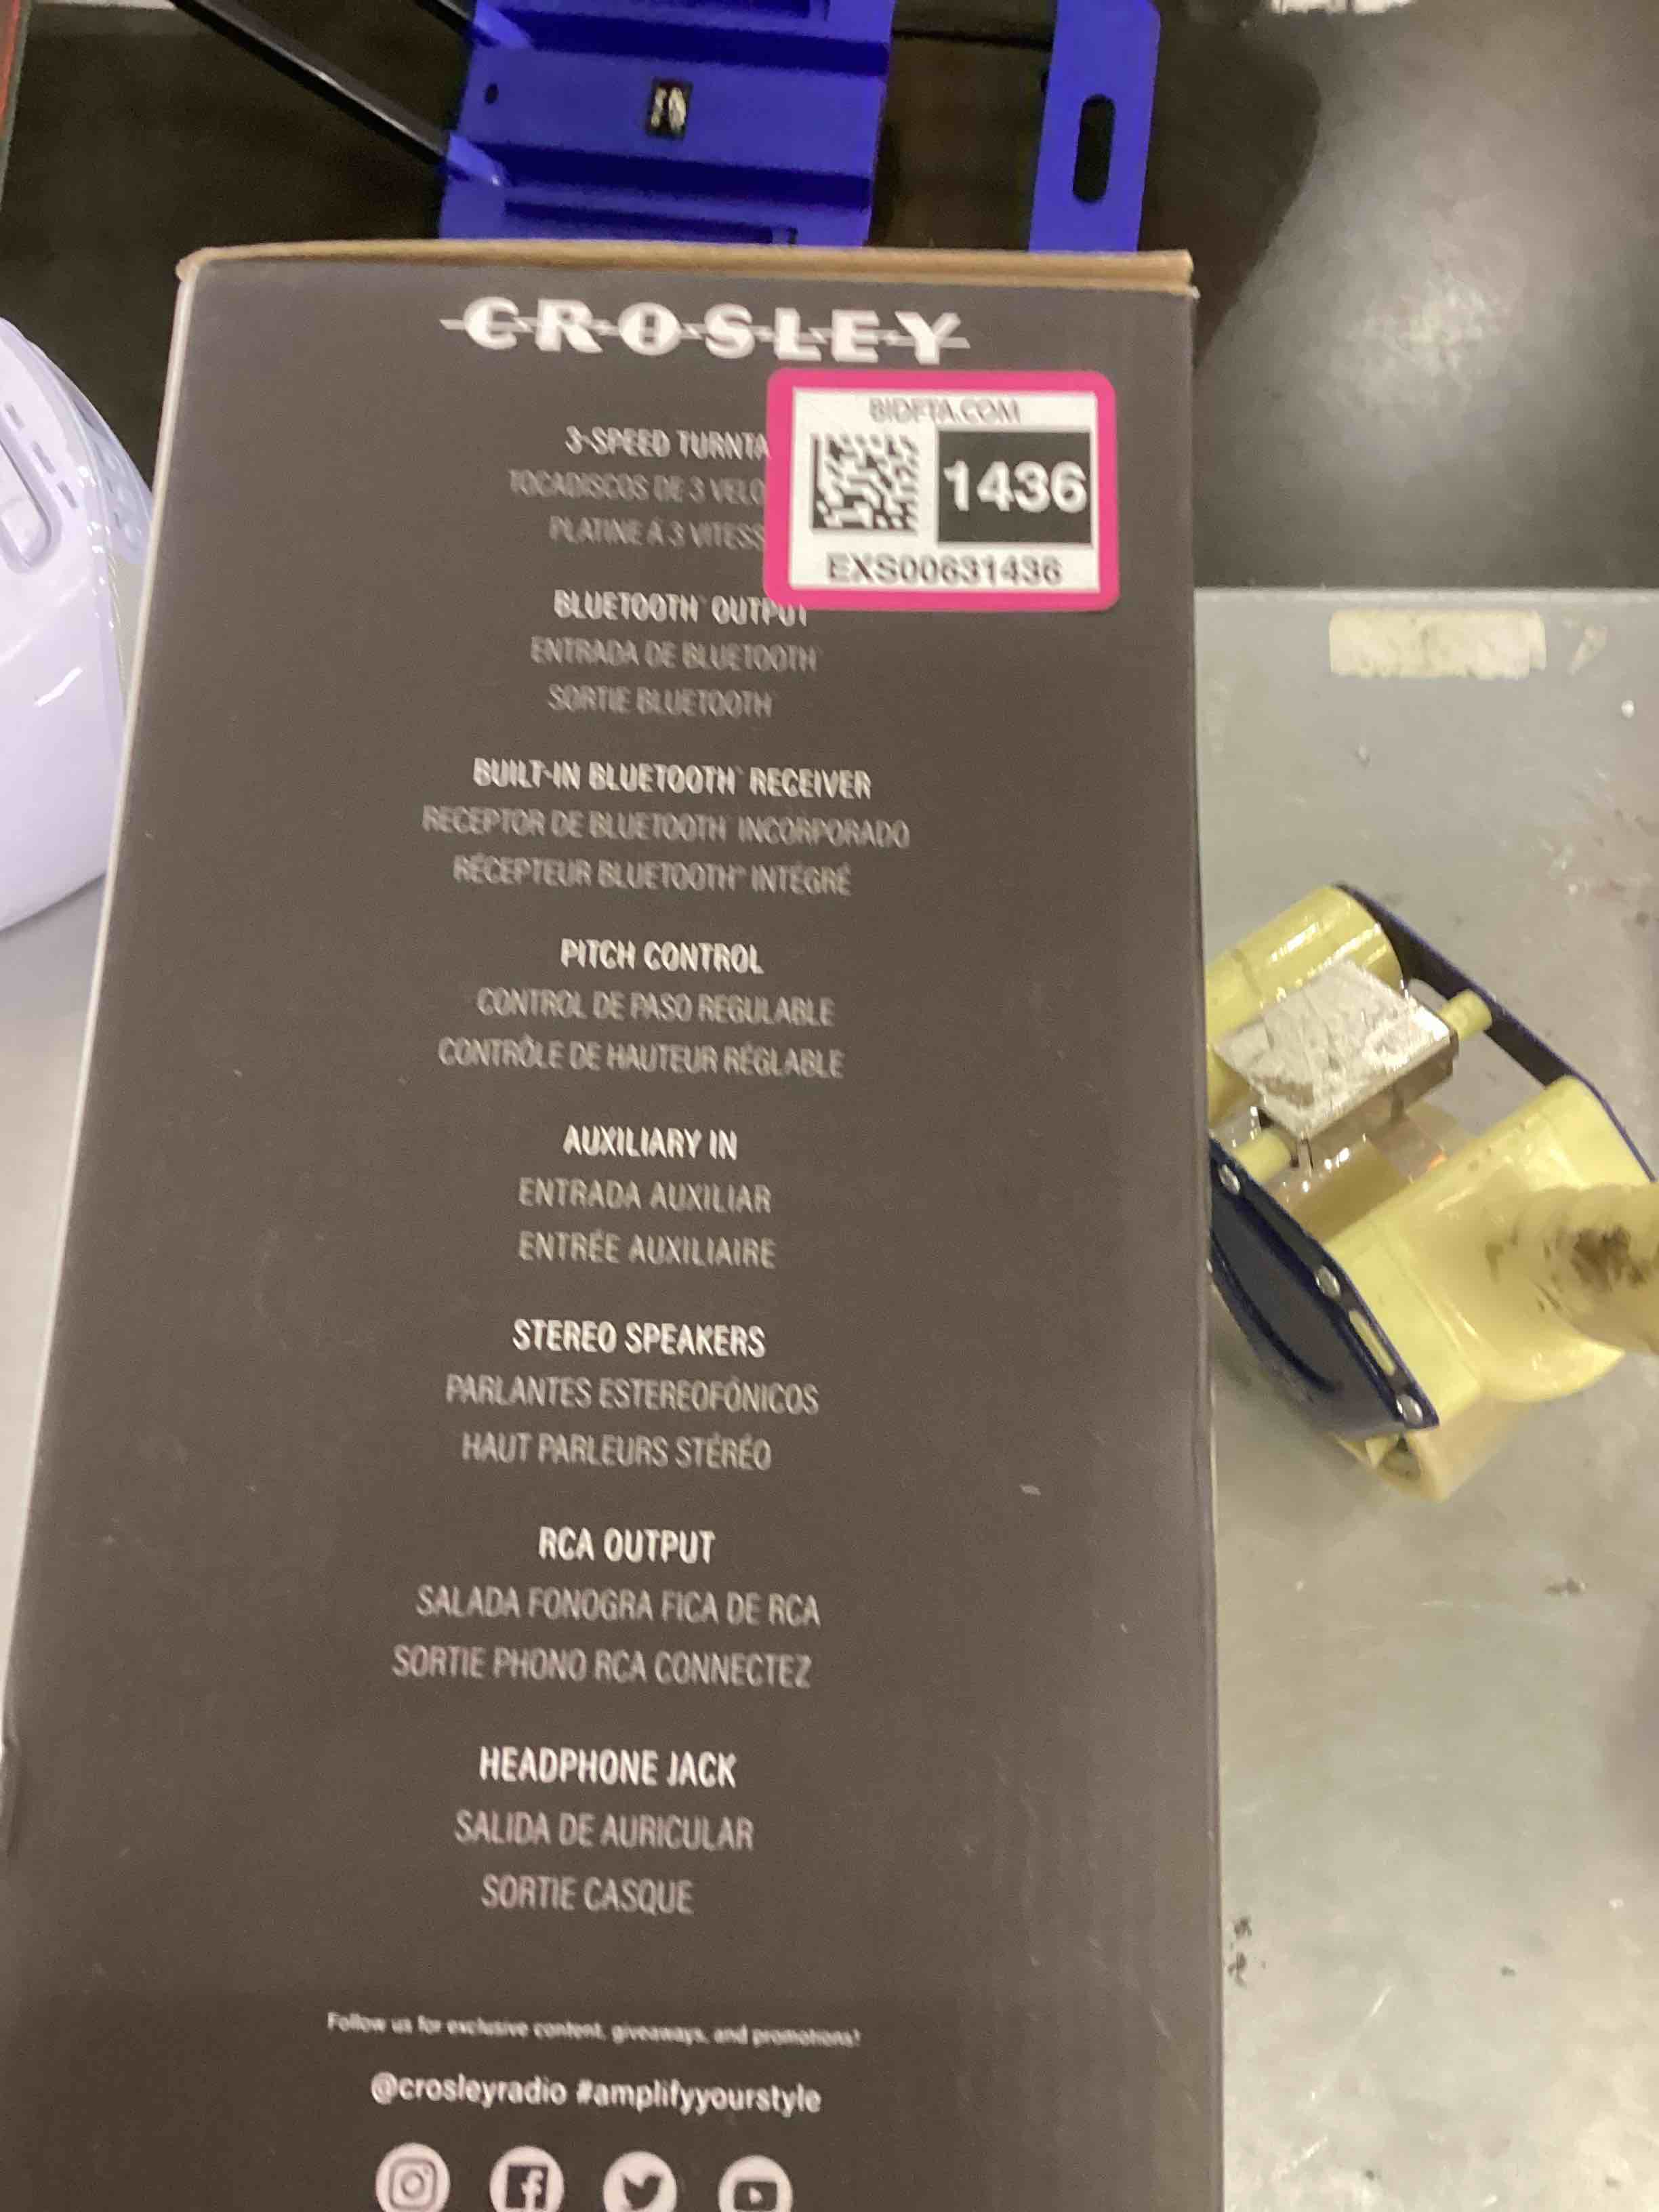 CROSLEY
BIDFTA.COM
1436
EXS00631436
3-SPEED TURNTA
TOCADISCOS DE 3 VELO
PLATINE À 3 VITESS
BLUETOOTH OUTPUT
ENTRADA DE BLUETOOTH
SORTIE BLUETOOTH
BUILT-IN BLUETOOTH RECEIVER
RECEPTOR DE BLUETOOTH INCORPORADO
RÉCEPTEUR BLUETOOTH INTÉGRÉ
PITCH CONTROL
CONTROL DE PASO REGULABLE
CONTRÔLE DE HAUTEUR RÉGLABLE
AUXILIARY IN
ENTRADA AUXILIAR
ENTRÉE AUXILIAIRE
STEREO SPEAKERS
PARLANTES ESTEREOFÓNICOS
HAUT PARLEURS STÉRÉO
RCA OUTPUT
SALADA FONOGRA FICA DE RCA
SORTIE PHONO RCA CONNECTEZ
HEADPHONE JACK
SALIDA DE AURICULAR
SORTIE CASQUE
Follow us for exclusive content, giveaways, and promotions!
@crosleyradio #amplifyyourstyle